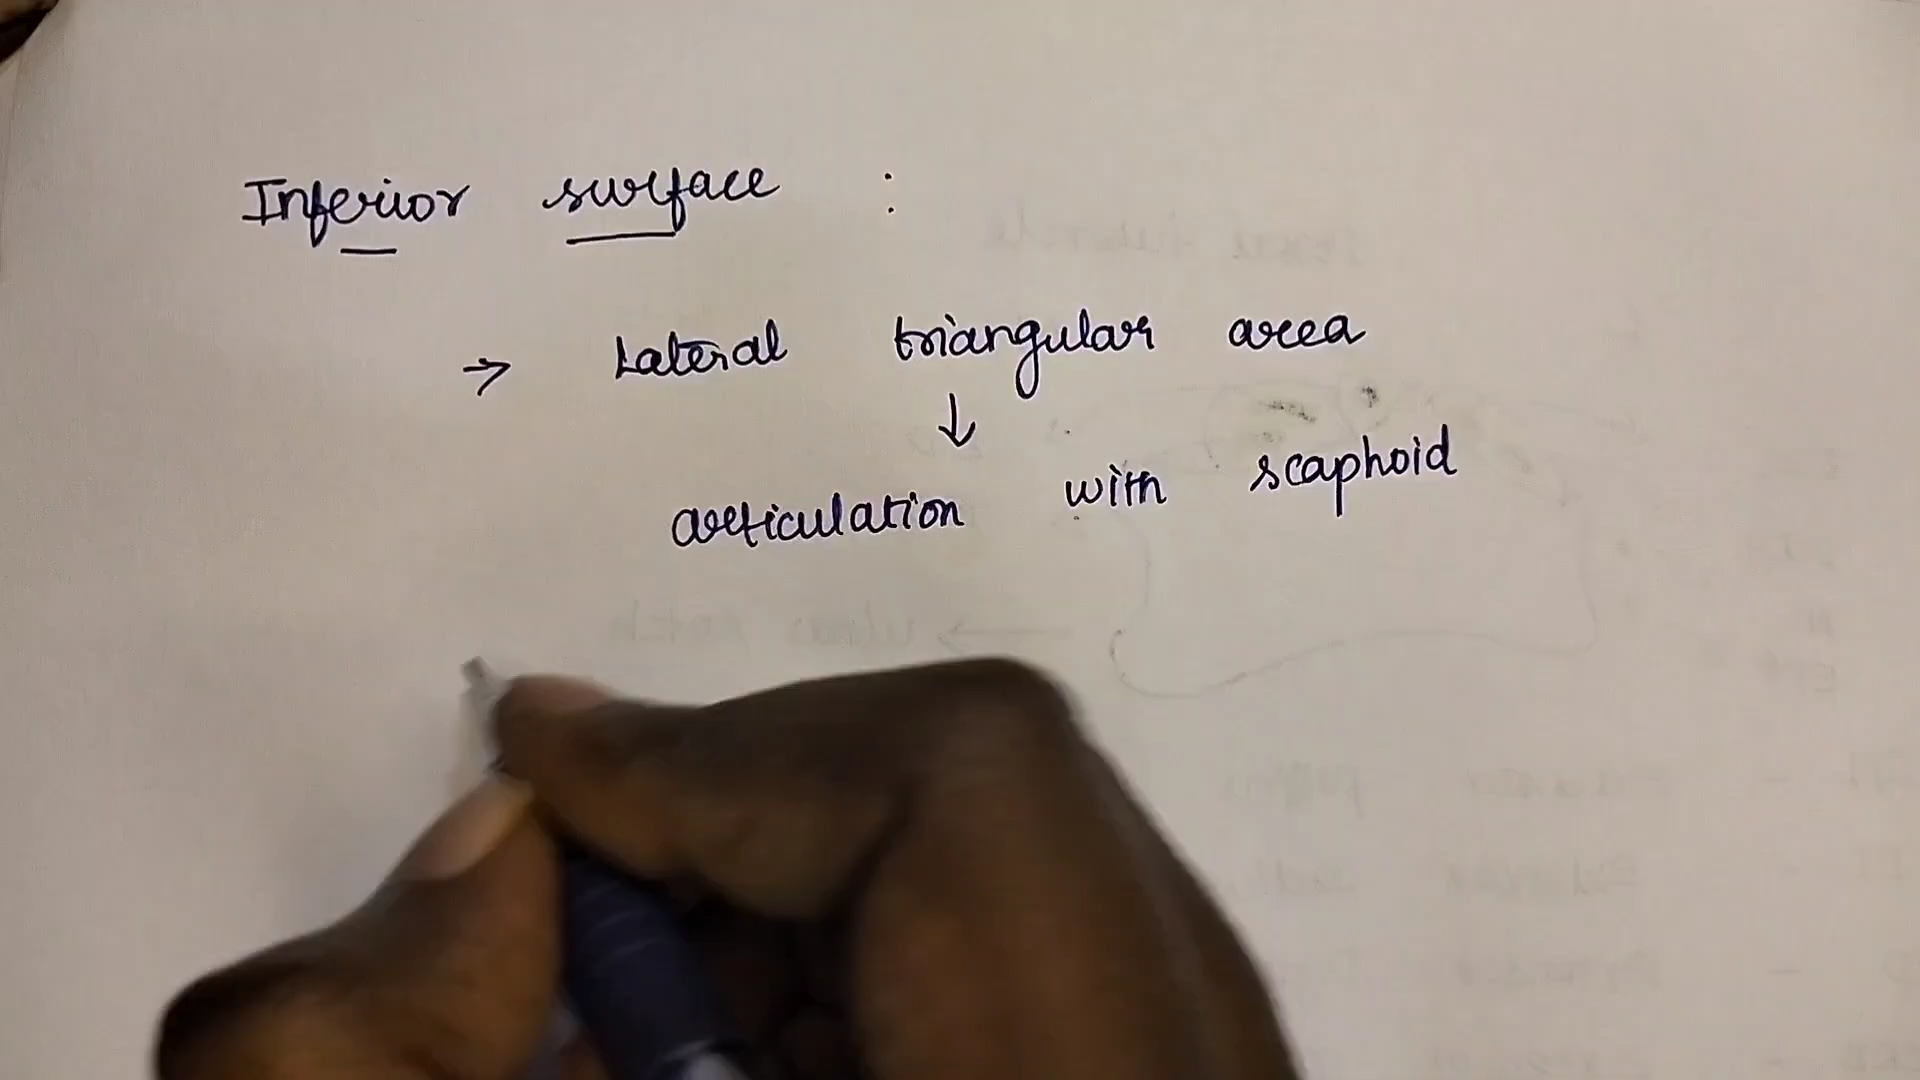 Inferior surface :
→ Lateral triangular area
↓
articulation with scaphoid